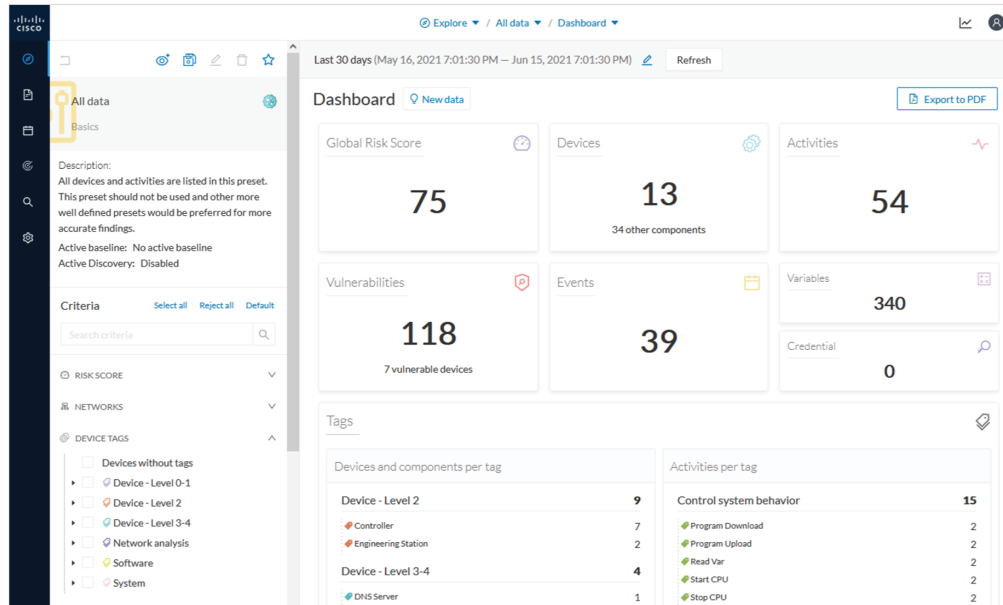 CISCO
Explore / All data / Dashboard
Last 30 days (May 16, 2021 7:01:30 PM — Jun 15, 2021 7:01:30 PM)
Refresh
All data
Basics
Description:
All devices and activities are listed in this preset.
This preset should not be used and other more
well defined presets would be preferred for more
accurate findings.
Active baseline: No active baseline
Active Discovery: Disabled
Criteria
Select all Reject all Default
Search criteria
RISK SCORE
NETWORKS
DEVICE TAGS
Devices without tags
Device - Level 0-1
Device - Level 2
Device - Level 3-4
Network analysis
Software
System
Dashboard
New data
Export to PDF
Global Risk Score
75
Devices
13
34 other components
Activities
54
Vulnerabilities
118
7 vulnerable devices
Events
39
Variables
340
Credential
0
Tags
Devices and components per tag
Device - Level 2 9
Controller 7
Engineering Station 2
Device - Level 3-4 4
DNS Server 1
Activities per tag
Control system behavior 15
Program Download 2
Program Upload 2
Read Var 2
Start CPU 2
Stop CPU 2